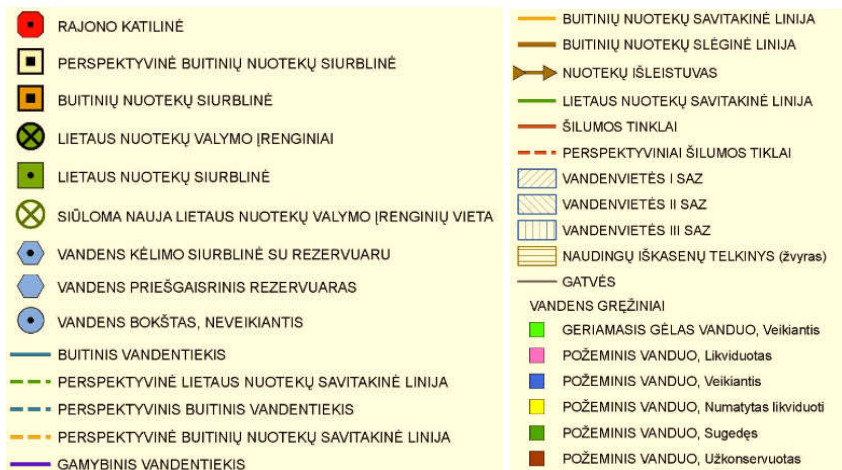 RAJONO KATILINĖ
PERSPEKTYVINĖ BUITINIŲ NUOTEKŲ SIURBLINĖ
BUITINIŲ NUOTEKŲ SIURBLINĖ
LIETAUS NUOTEKŲ VALYMO ĮRENGINIAI
LIETAUS NUOTEKŲ SIURBLINĖ
SIŪLOMA NAUJA LIETAUS NUOTEKŲ VALYMO ĮRENGINIŲ VIETA
VANDENS KĖLIMO SIURBLINĖ SU REZERVUARU
VANDENS PRIEŠGAISRINIS REZERVUARAS
VANDENS BOKŠTAS, NEVEIKIANTIS
BUITINIS VANDENTIEKIS
PERSPEKTYVINĖ LIETAUS NUOTEKŲ SAVITAKINĖ LINIJA
PERSPEKTYVINIS BUITINIS VANDENTIEKIS
PERSPEKTYVINĖ BUITINIŲ NUOTEKŲ SAVITAKINĖ LINIJA
GAMYBINIS VANDENTIEKIS
BUITINIŲ NUOTEKŲ SAVITAKINĖ LINIJA
BUITINIŲ NUOTEKŲ SLĖGINĖ LINIJA
NUOTEKŲ IŠLEISTUVAS
LIETAUS NUOTEKŲ SAVITAKINĖ LINIJA
ŠILUMOS TINKLAI
PERSPEKTYVINIAI ŠILUMOS TIKLAI
VANDENVIETĖS I SAZ
VANDENVIETĖS II SAZ
VANDENVIETĖS III SAZ
NAUDINGŲ IŠKASENŲ TELKINYS (žvyras)
GATVĖS
VANDENS GRĘŽINIAI
GERIAMASIS GĖLAS VANDUO, Veikiantis
POŽEMINIS VANDUO, Likviduotas
POŽEMINIS VANDUO, Veikiantis
POŽEMINIS VANDUO, Numatytas likviduoti
POŽEMINIS VANDUO, Sugedęs
POŽEMINIS VANDUO, Užkonservuotas